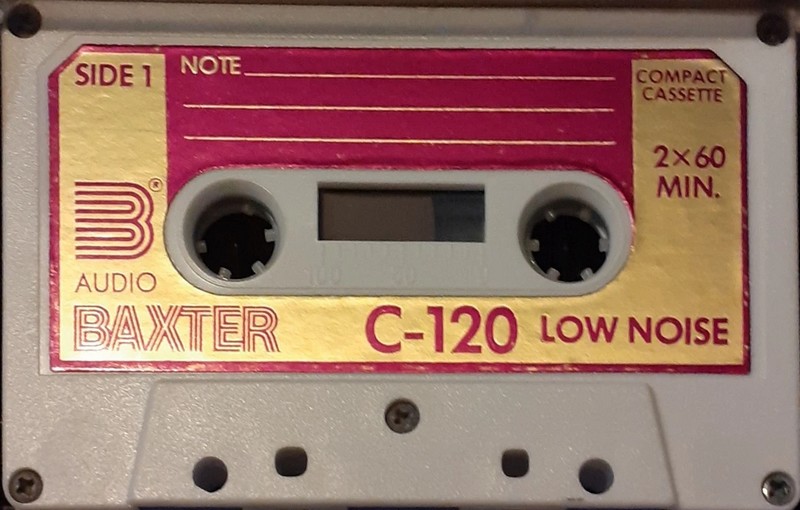 SIDE 1
NOTE
COMPACT
CASSETTE
2×60
MIN.
B®
AUDIO
BAXTER
C-120 LOW NOISE